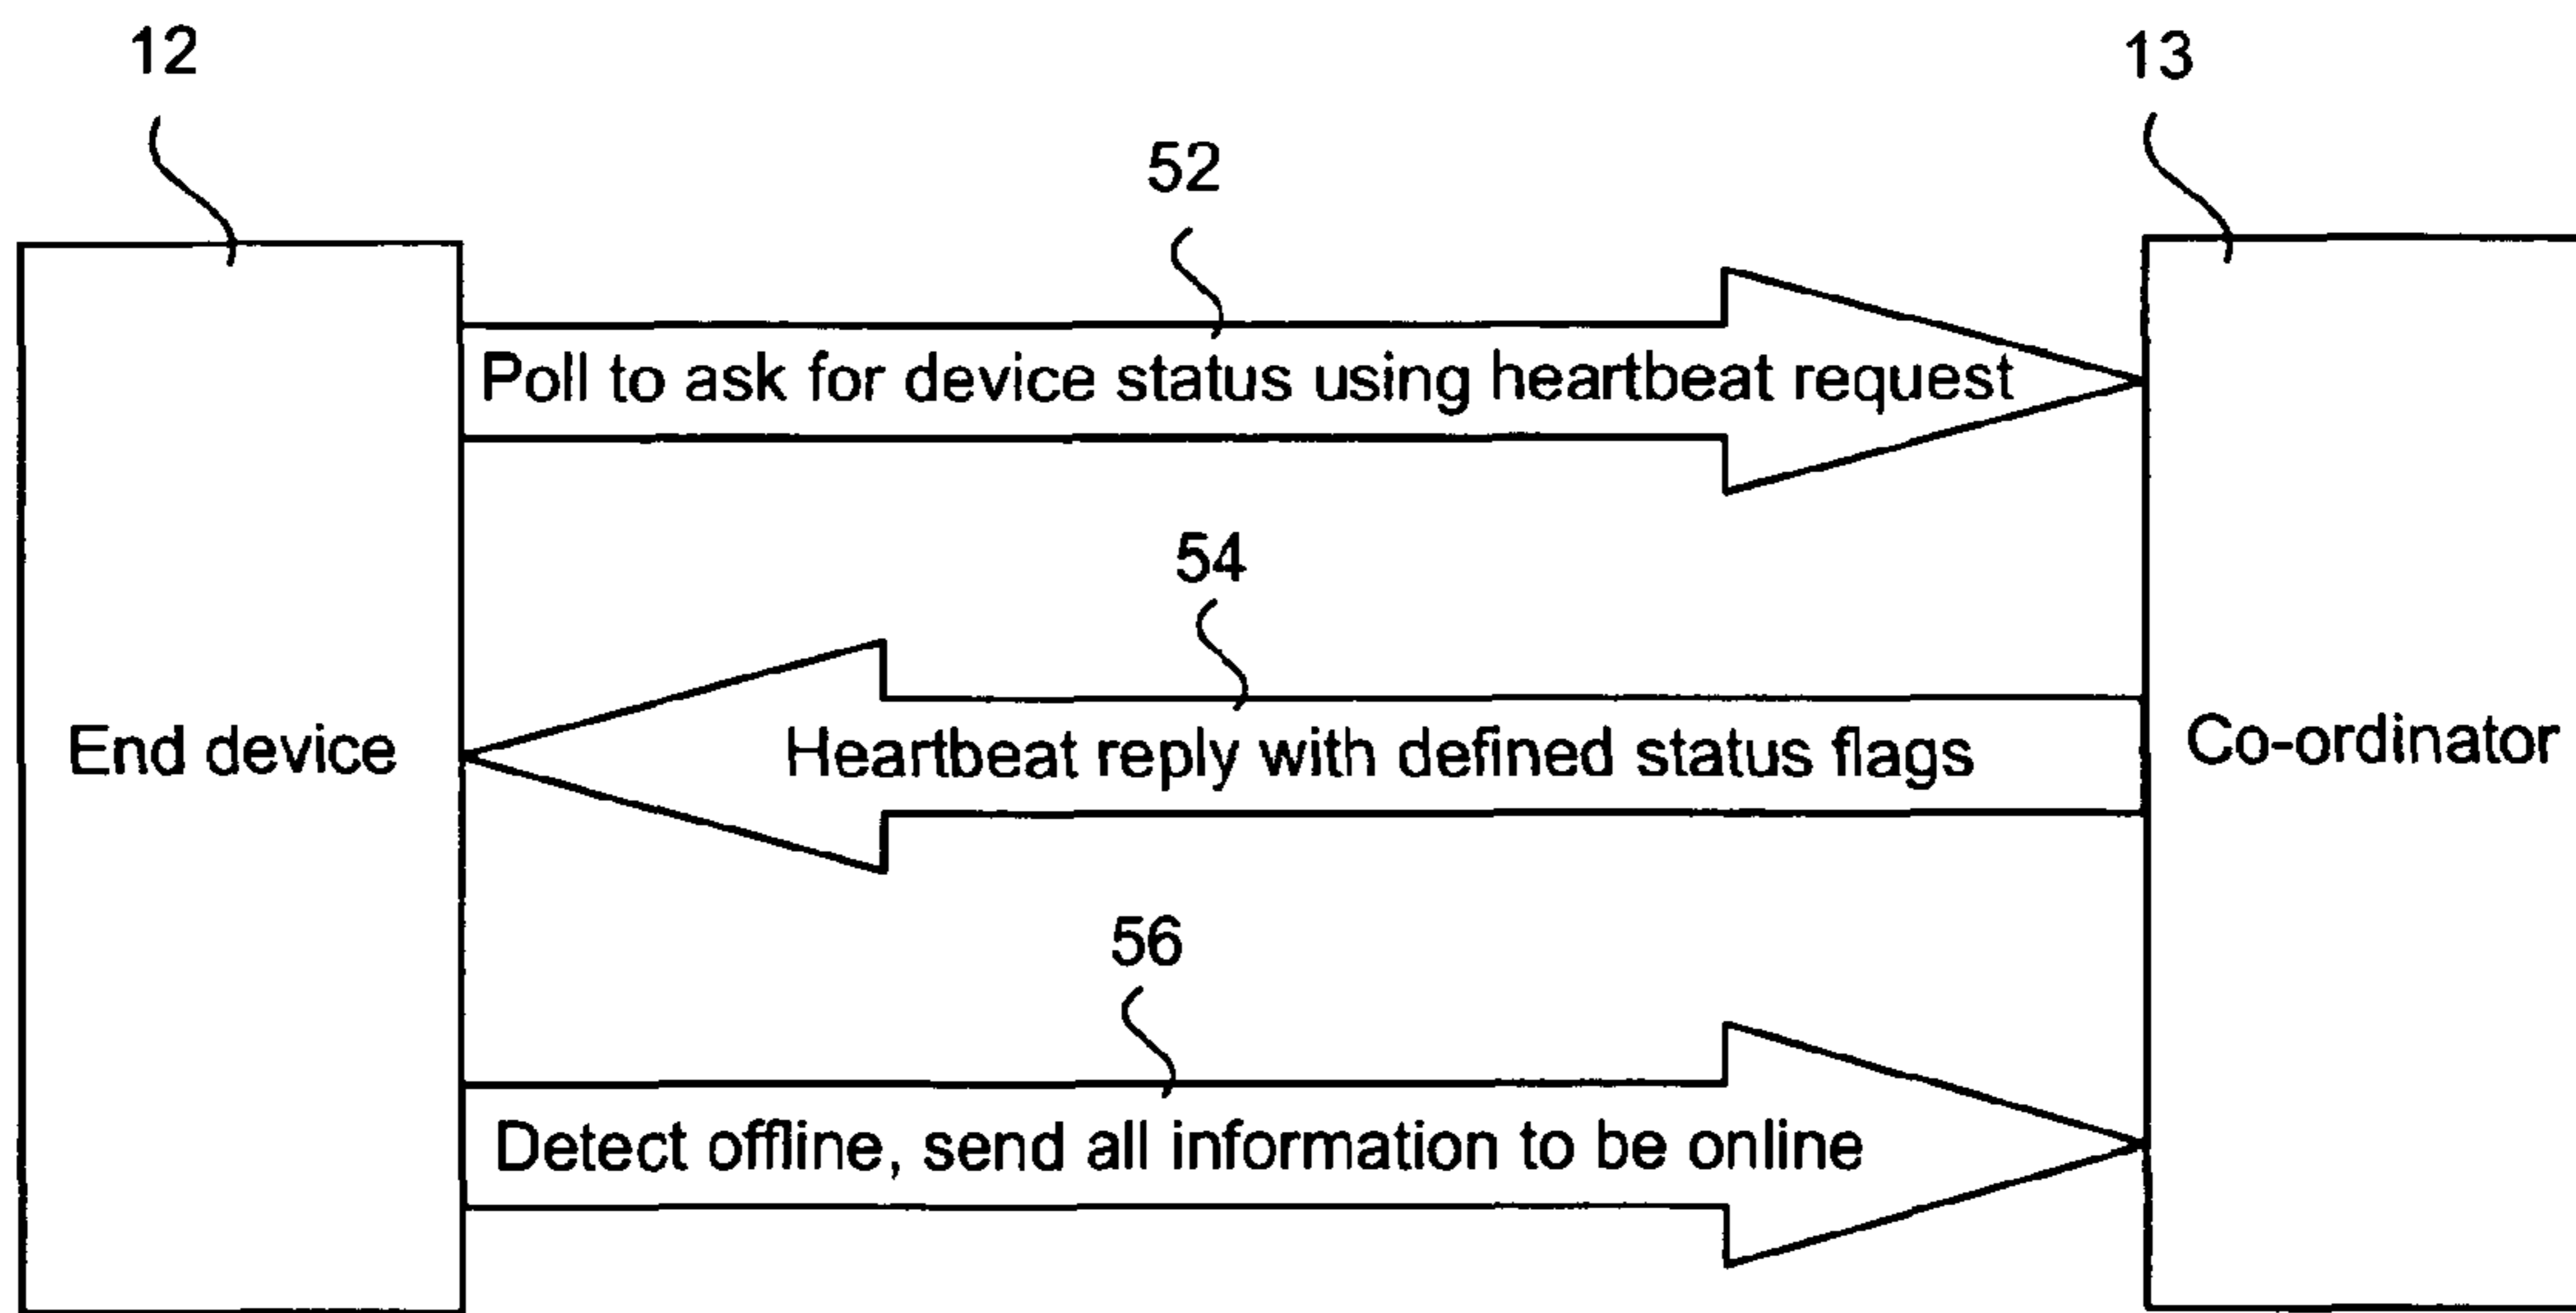 12
13
52
Poll to ask for device status using heartbeat request
54
End device
Heartbeat reply with defined status flags
Co-ordinator
56
Detect offline, send all information to be online